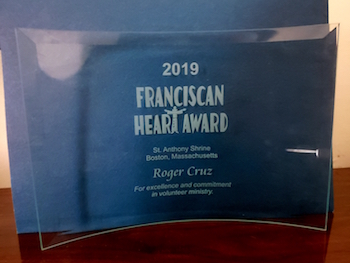 2019
FRANCISCAN
HEART AWARD
St. Anthony Shrine
Boston, Massachusetts
Roger Cruz
For excellence and commitment
in volunteer ministry.